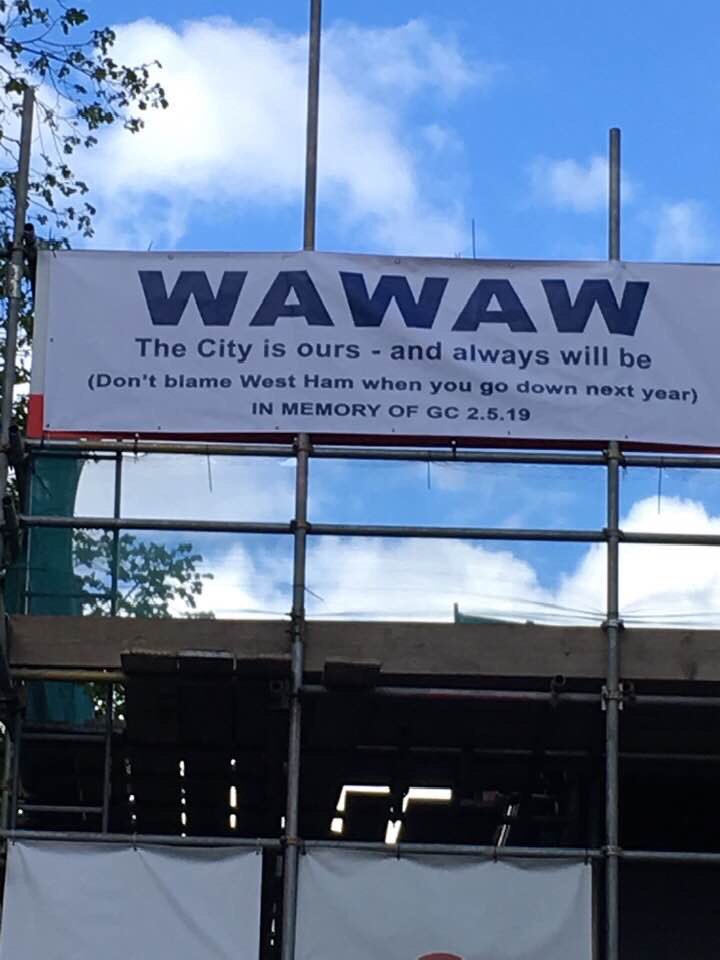 WAWAW
The City is ours - and always will be
(Don't blame West Ham when you go down next year)
IN MEMORY OF GC 2.5.19